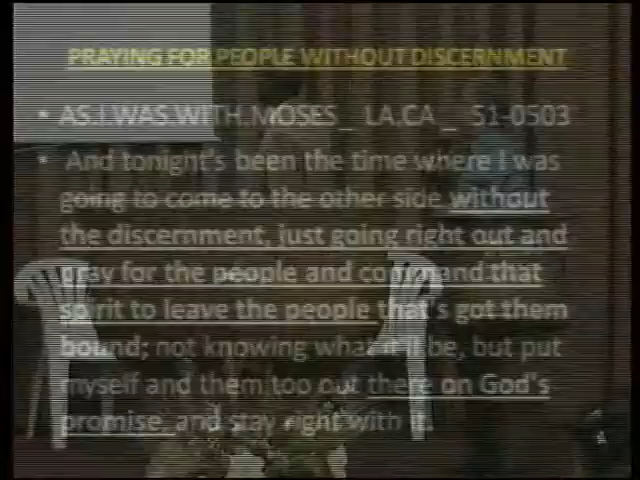 PRAYING FOR PEOPLE WITHOUT DISCERNMENT
• AS.I.WAS.WITH.MOSES_ LA.CA_ 51-0503
• And tonight's been the time where I was
going to come to the other side without
the discernment, just going right out and
pray for the people and command that
spirit to leave the people that's got them
bound; not knowing what it'll be, but put
myself and them too out there on God's
promise, and stay right with it.